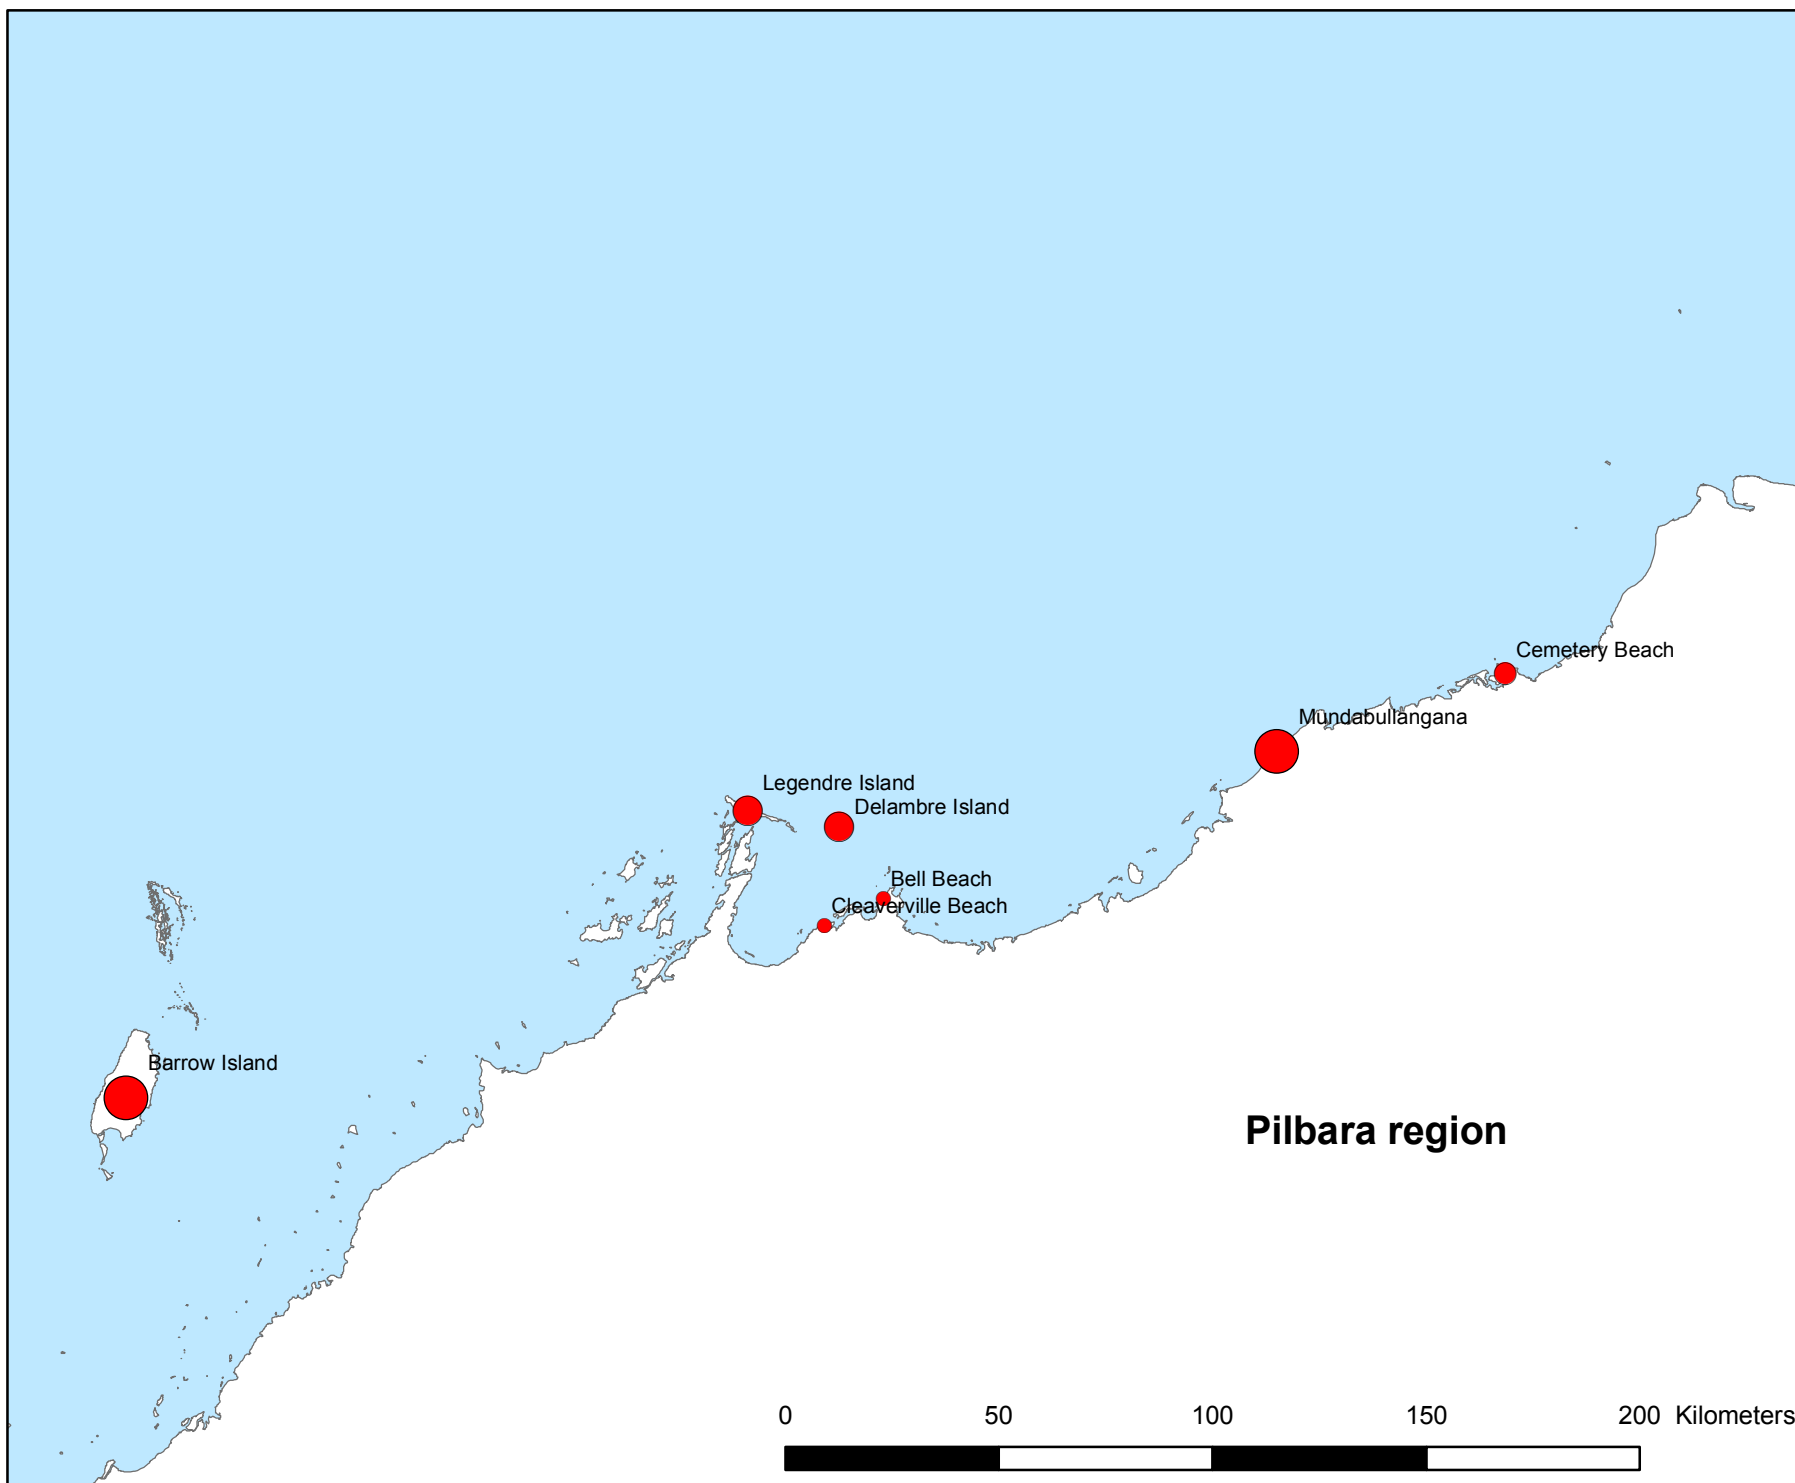 Cemetery Beach
Mundabullangana
Legendre Island
Delambre Island
Bell Beach
Cleaverville Beach
Barrow Island
Pilbara region
0 50 100 150 200 Kilometers